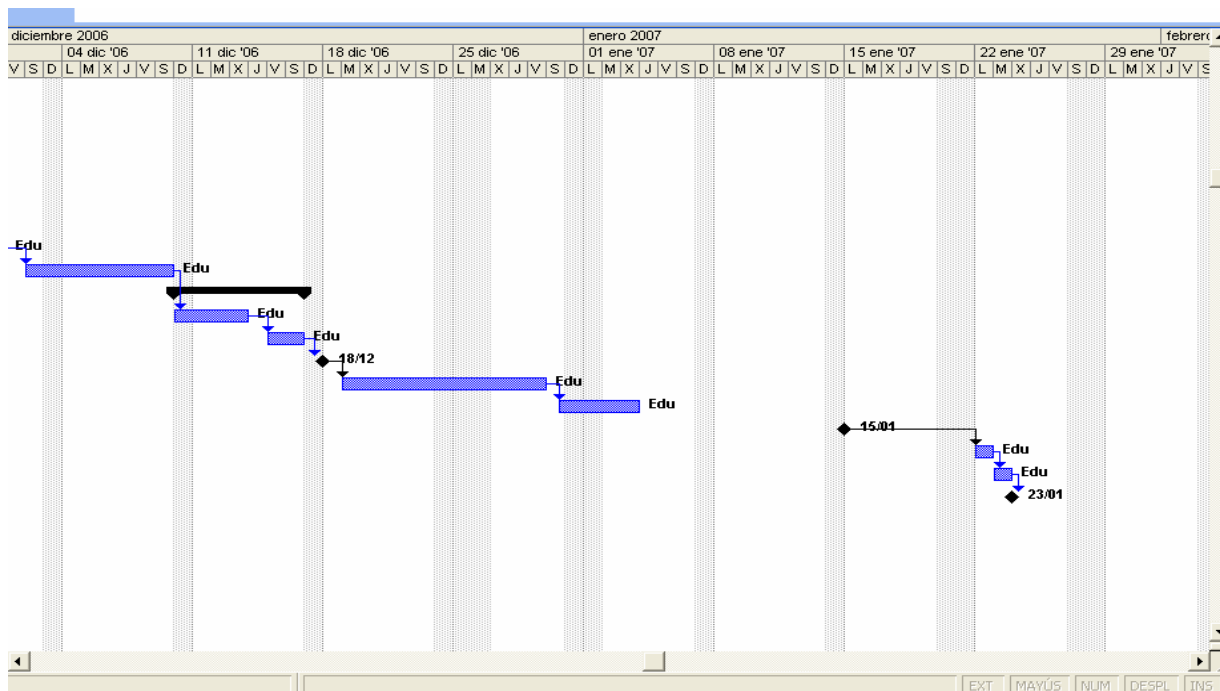 diciembre 2006 enero 2007 febrero
04 dic '06 11 dic '06 18 dic '06 25 dic '06 01 ene '07 08 ene '07 15 ene '07 22 ene '07 29 ene '07
V S D L M X J V S D L M X J V S D L M X J V S D L M X J V S D L M X J V S D L M X J V S D L M X J V S D L M X J V S D L M X J V S
Edu
Edu
Edu
Edu
18/12
Edu
Edu
15/01
Edu
Edu
23/01
EXT MAYÚS NUM DESPL INS